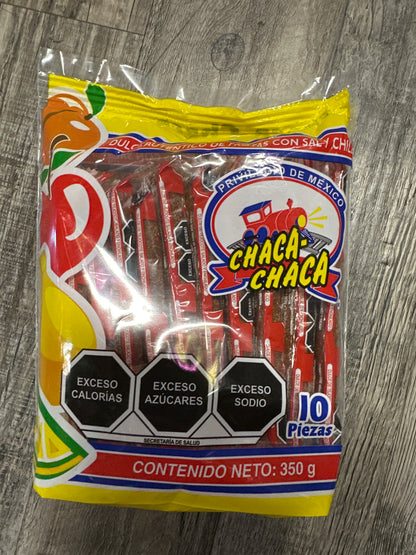 DULCE AUTÉNTICO DE FRUTAS CON SAL Y CHILE
PRIVILEGIO DE MEXICO
CHACA-
CHACA
EXCESO
CALORÍAS
EXCESO
AZÚCARES
EXCESO
SODIO
SECRETARÍA DE SALUD
10
Piezas
CONTENIDO NETO: 350 g